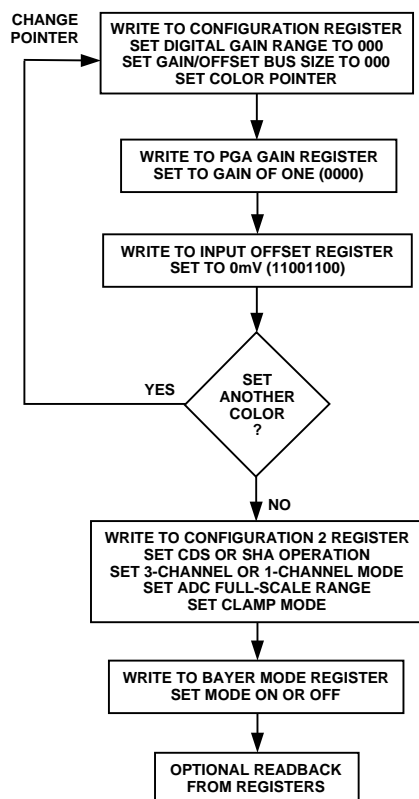 CHANGE
POINTER
WRITE TO CONFIGURATION REGISTER
SET DIGITAL GAIN RANGE TO 000
SET GAIN/OFFSET BUS SIZE TO 000
SET COLOR POINTER
WRITE TO PGA GAIN REGISTER
SET TO GAIN OF ONE (0000)
WRITE TO INPUT OFFSET REGISTER
SET TO 0mV (11001100)
YES
SET
ANOTHER
COLOR
?
NO
WRITE TO CONFIGURATION 2 REGISTER
SET CDS OR SHA OPERATION
SET 3-CHANNEL OR 1-CHANNEL MODE
SET ADC FULL-SCALE RANGE
SET CLAMP MODE
WRITE TO BAYER MODE REGISTER
SET MODE ON OR OFF
OPTIONAL READBACK
FROM REGISTERS